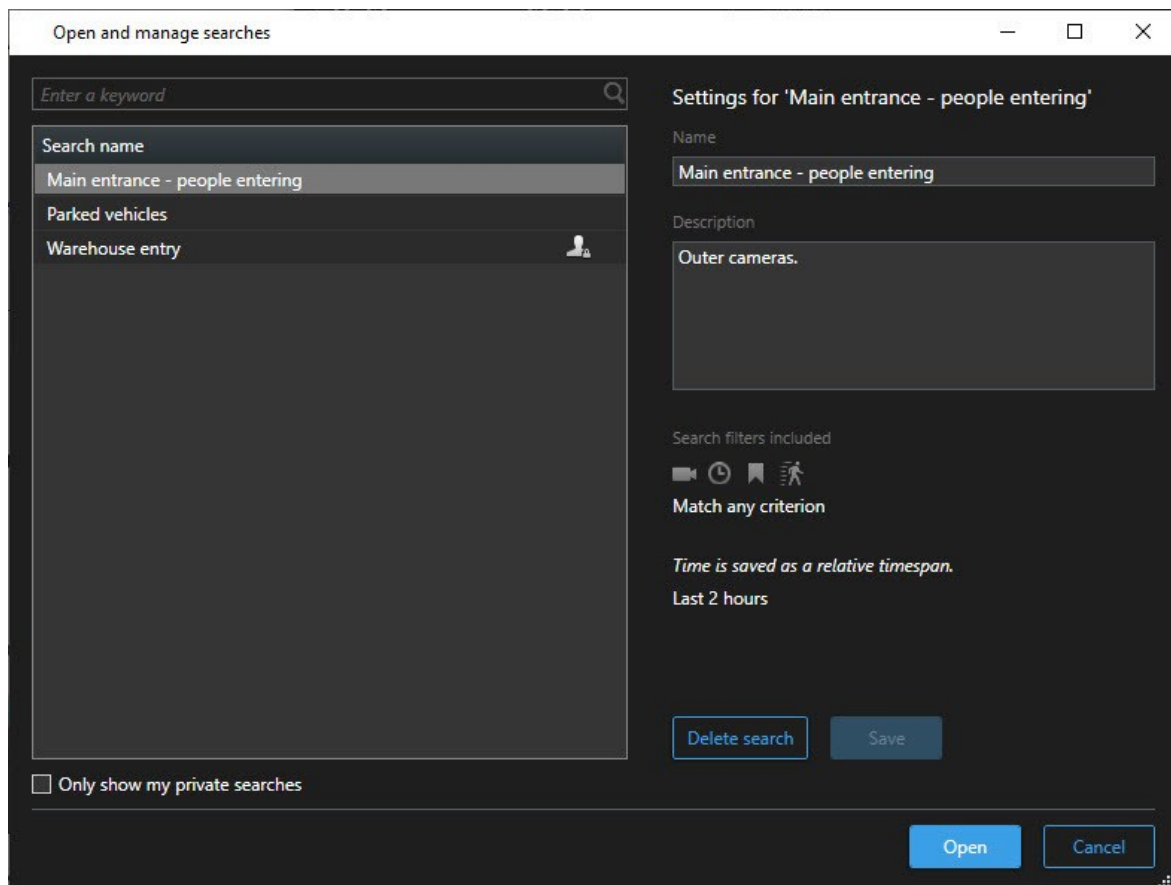 Open and manage searches
Enter a keyword
Search name
Main entrance - people entering
Parked vehicles
Warehouse entry
Only show my private searches
Settings for 'Main entrance - people entering'
Name
Main entrance - people entering
Description
Outer cameras.
Search filters included
Match any criterion
Time is saved as a relative timespan.
Last 2 hours
Delete search
Save
Open
Cancel